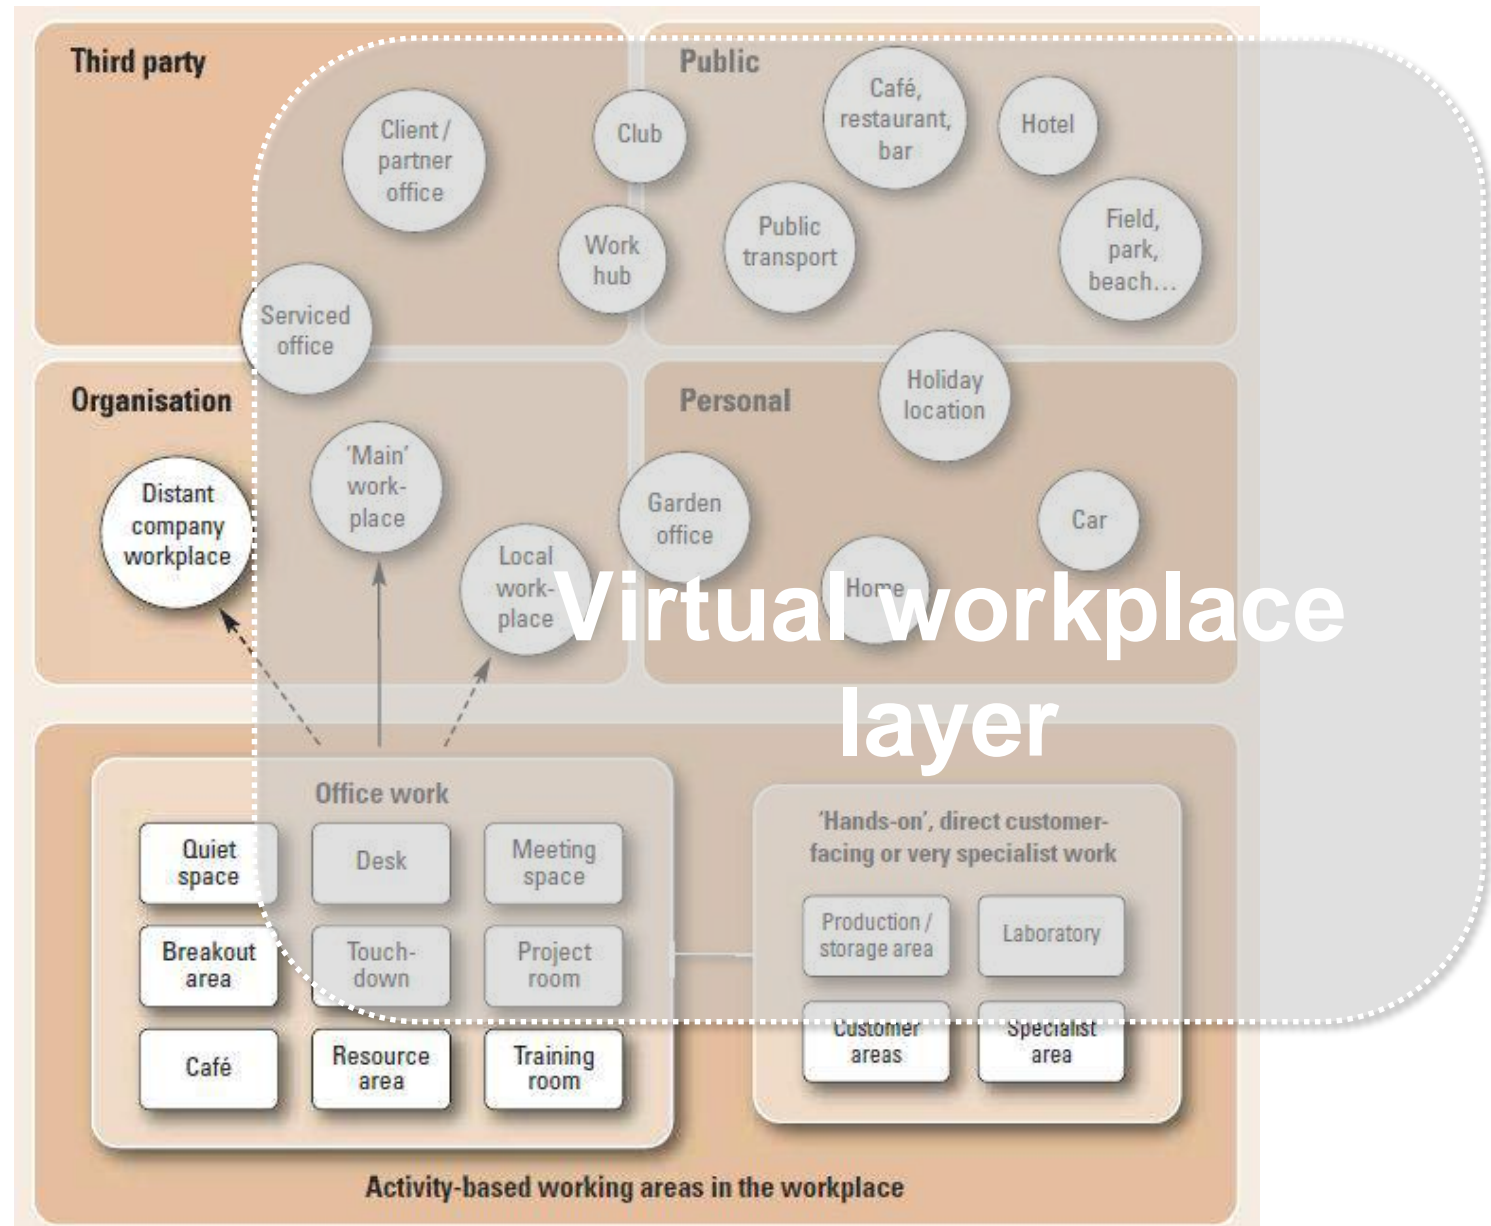 Third party
Public
Client /
partner
office
Club
Café,
restaurant,
bar
Hotel
Work
hub
Public
transport
Field,
park,
beach…
Serviced
office
Organisation
Personal
Holiday
location
'Main'
work-
place
Distant
company
workplace
Garden
office
Car
Local
work-
place
Home
Virtual workplace
layer
Office work
Quiet
space
Desk
Meeting
space
Breakout
area
Touch-
down
Project
room
Café
Resource
area
Training
room
'Hands-on', direct customer-
facing or very specialist work
Production /
storage area
Laboratory
Customer
areas
Specialist
area
Activity-based working areas in the workplace